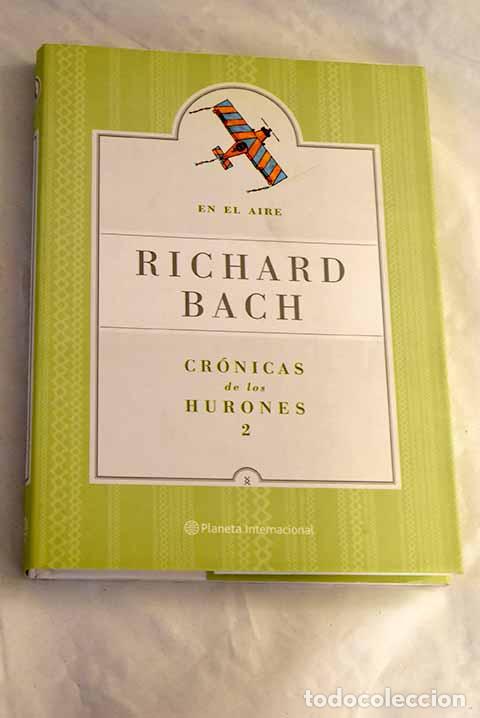 EN EL AIRE
RICHARD
BACH
CRÓNICAS
de los
HURONES
2
Planeta Internacional
todocoleccion